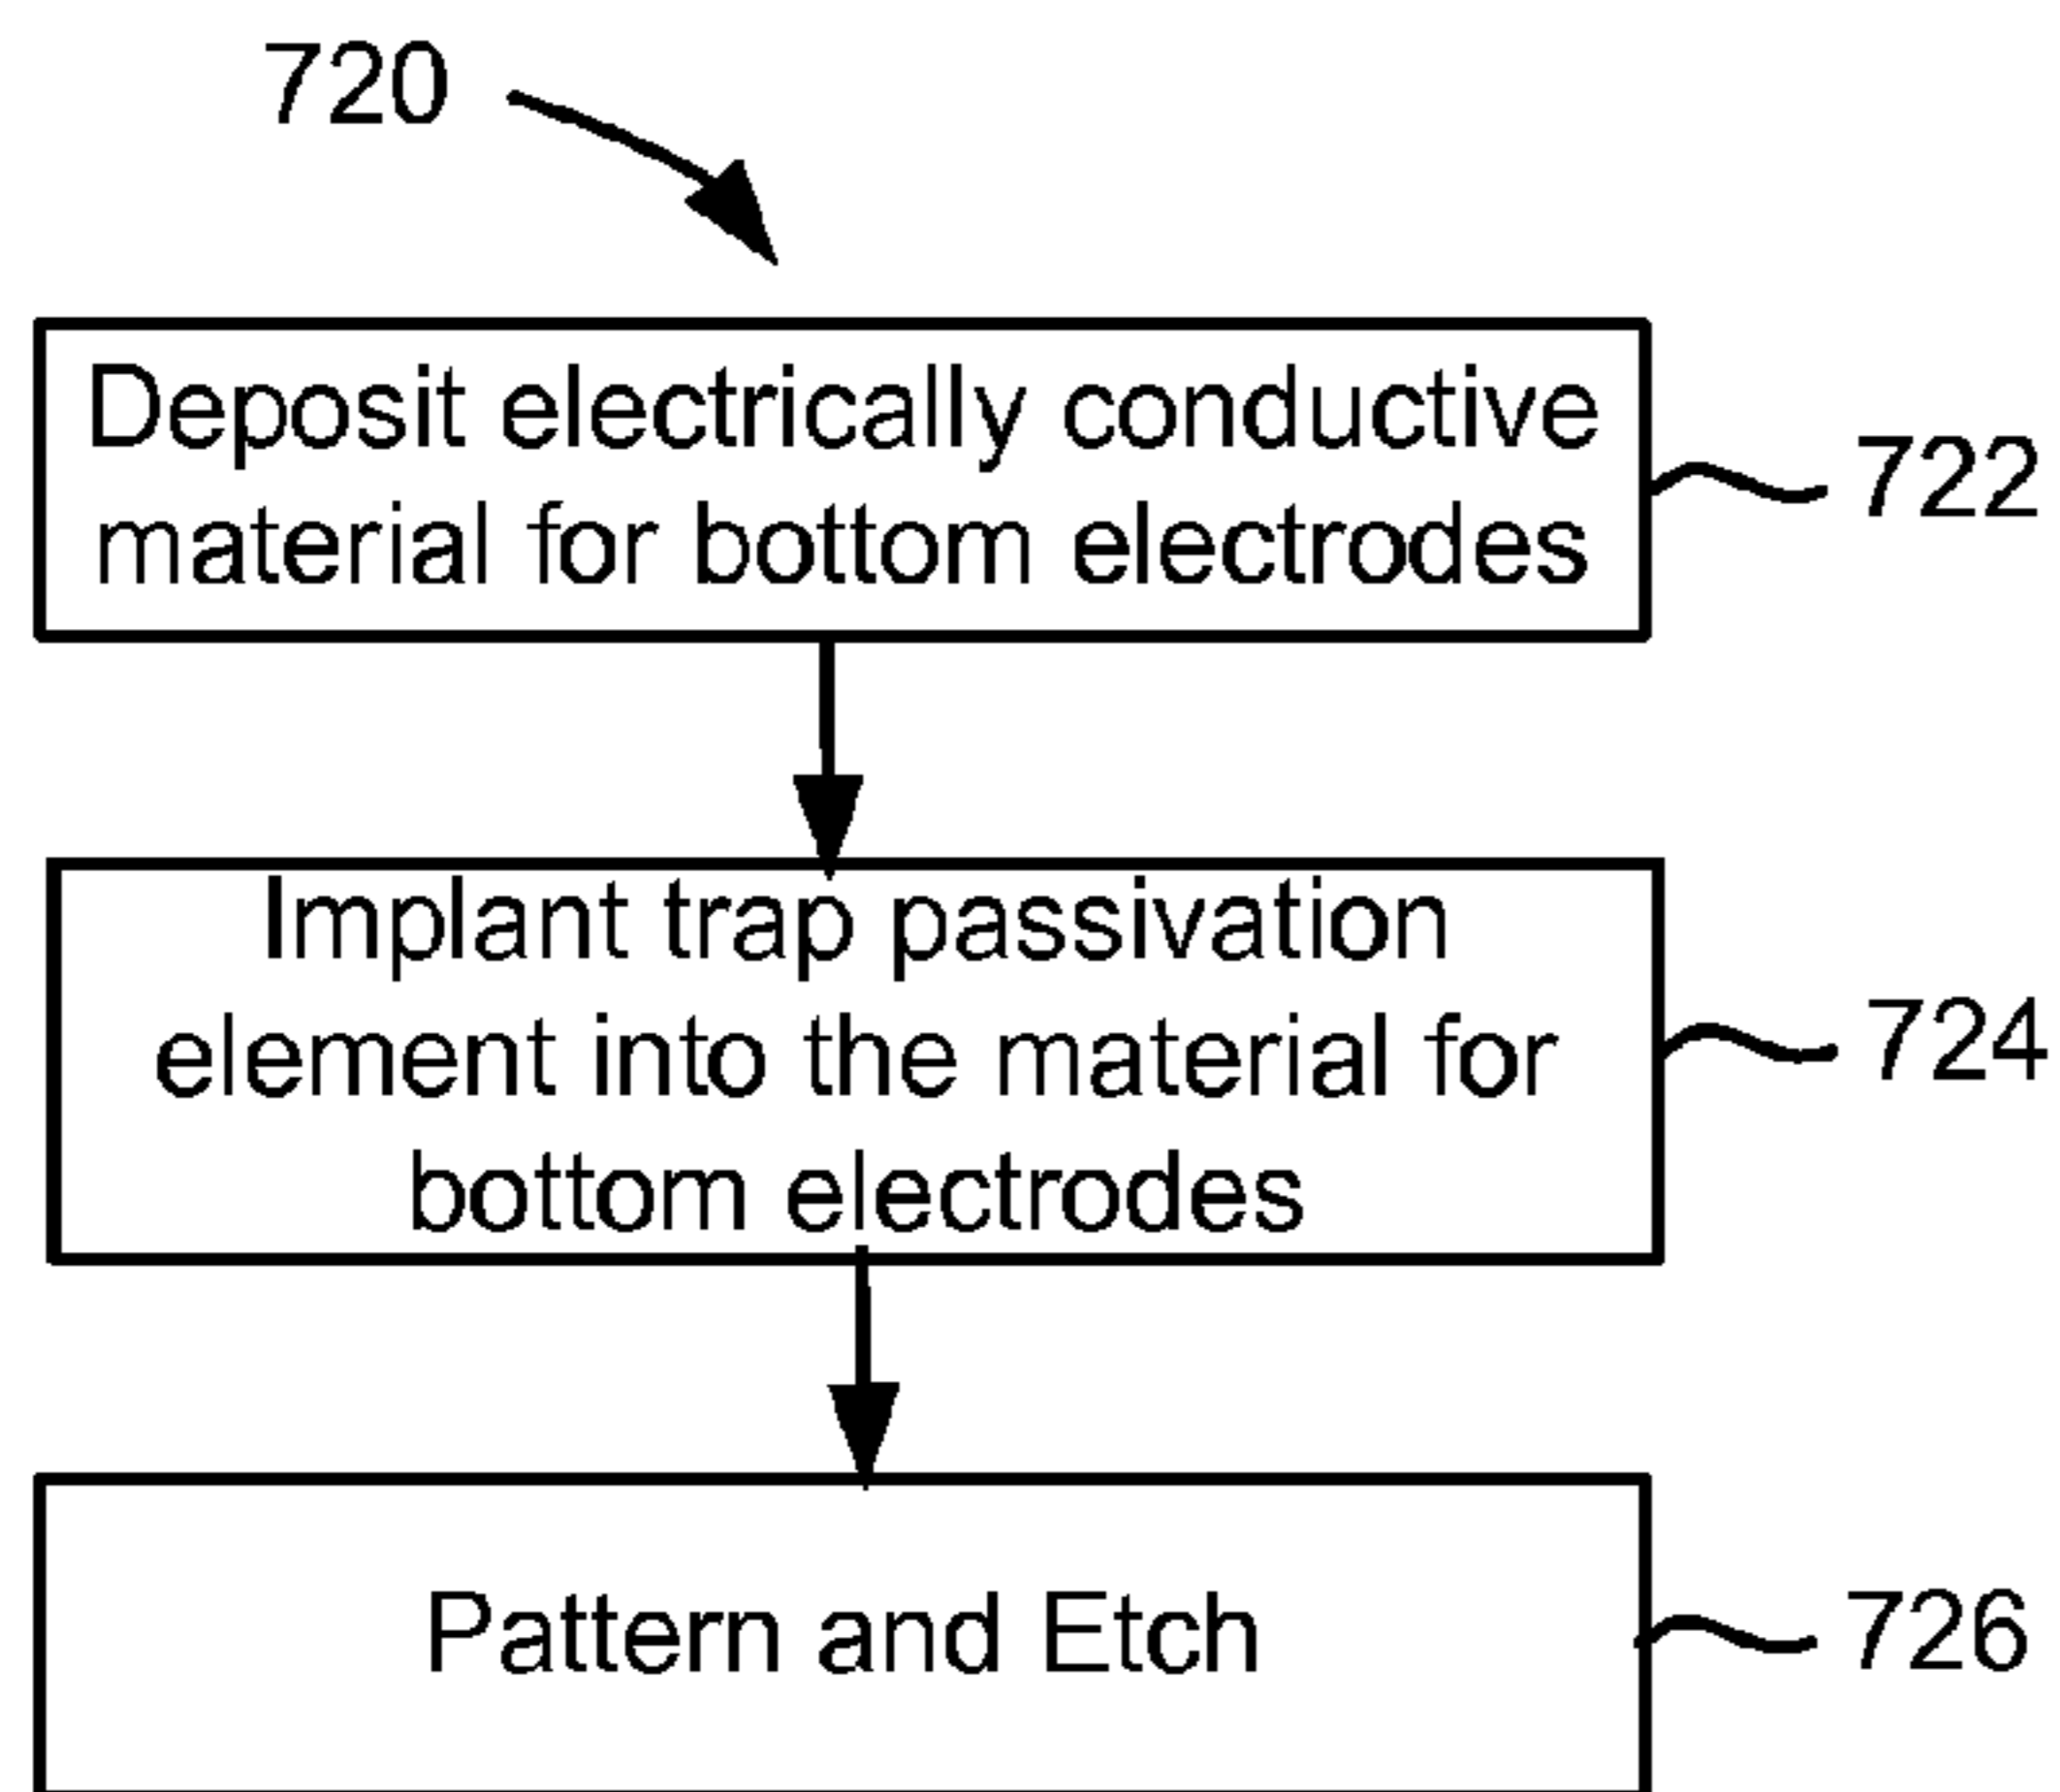 720
Deposit electrically conductive
material for bottom electrodes
722
Implant trap passivation
element into the material for
bottom electrodes
724
Pattern and Etch
726